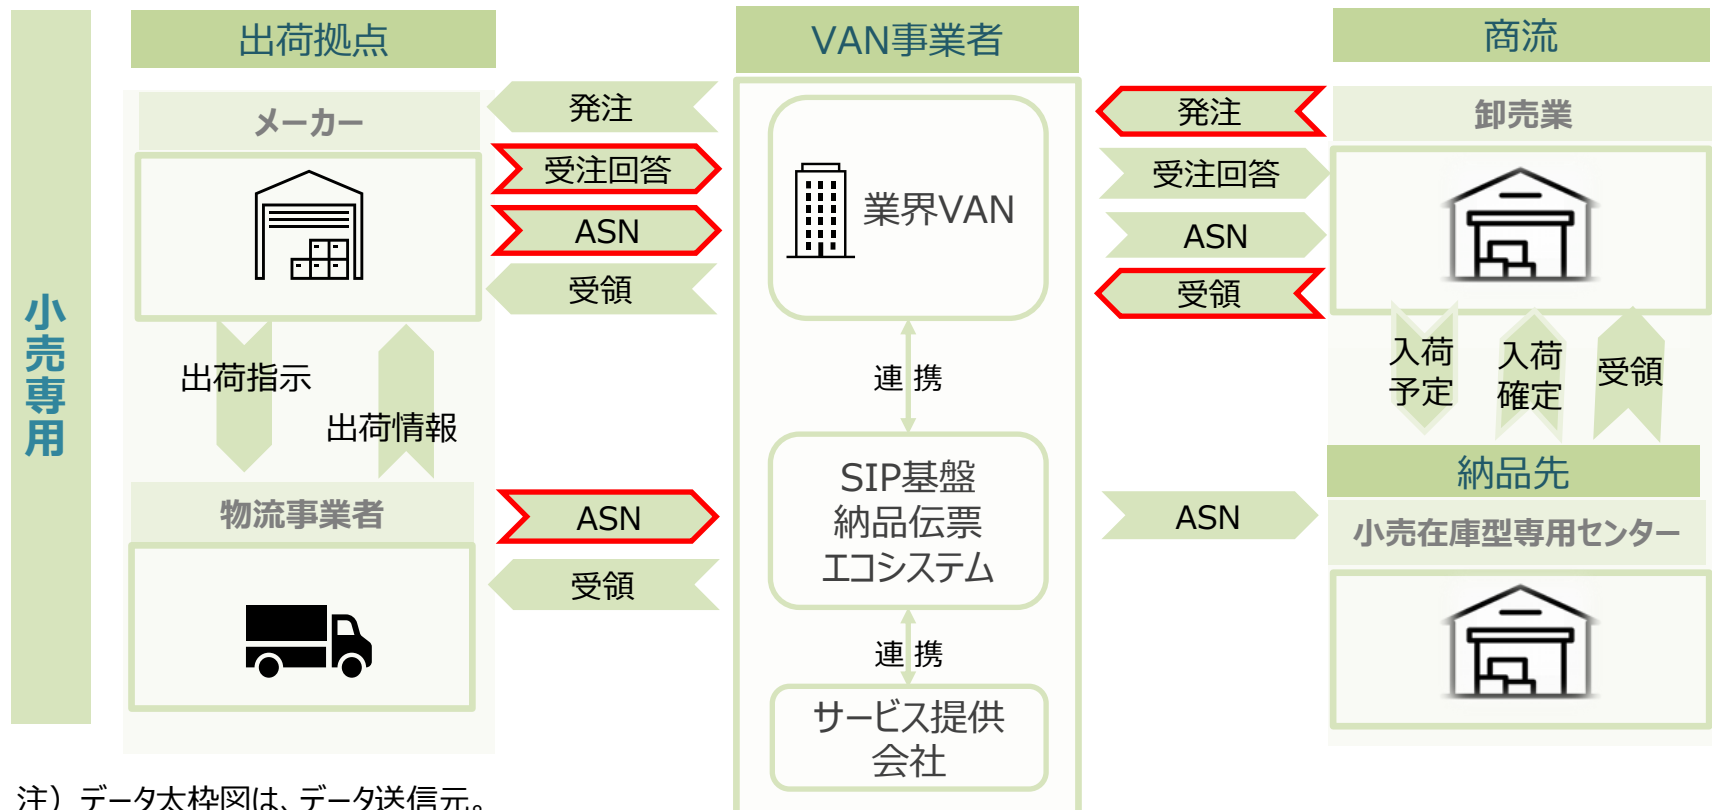 出荷拠点
VAN事業者
商流
小売専用
メーカー
発注
受注回答
ASN
受領
業界VAN
発注
受注回答
ASN
受領
卸売業
出荷指示
出荷情報
連携
入荷
予定
入荷
確定
受領
物流事業者
ASN
受領
SIP基盤
納品伝票
エコシステム
ASN
納品先
小売在庫型専用センター
連携
サービス提供
会社
注）データ太枠図は、データ送信元。